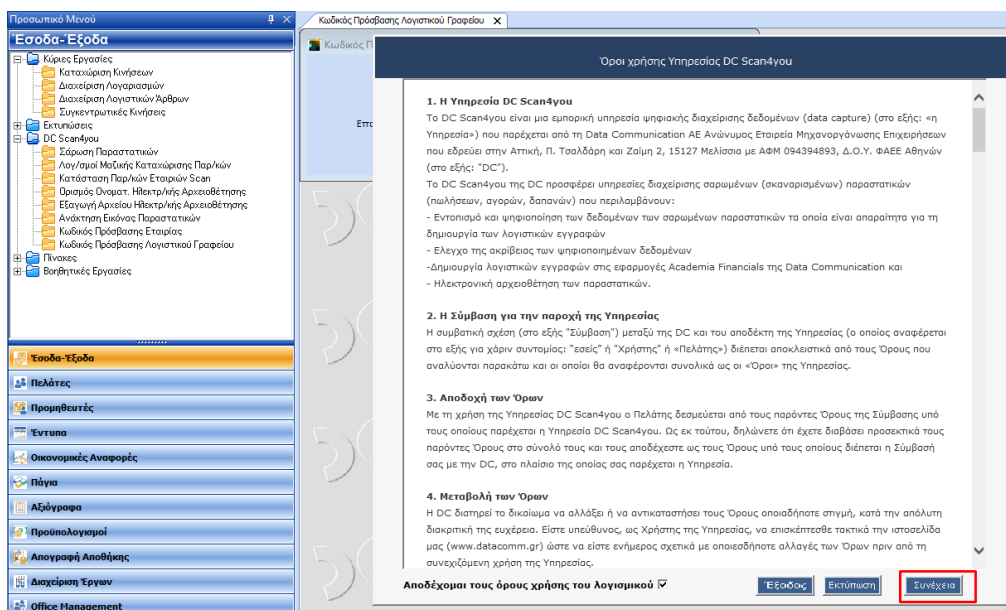 Προσωπικό Μενού
Έσοδα-Έξοδα
Κύριες Εργασίες
Καταχώριση Κινήσεων
Διαχείριση Λογαριασμών
Διαχείριση Λογιστικών Άρθρων
Συγκεντρωτικές Κινήσεις
Εκτυπώσεις
DC Scan4you
Σάρωση Παραστατικών
Λογ/σμοί Μαζικής Καταχώρισης Παρ/κών
Κατάσταση Παρ/κών Εταιριών Scan
Ορισμός Ονοματ. Ηλεκτρ/κής Αρχειοθέτησης
Εξαγωγή Αρχείου Ηλεκτρ/κής Αρχειοθέτησης
Ανάκτηση Εικόνας Παραστατικών
Κωδικός Πρόσβασης Εταιρίας
Κωδικός Πρόσβασης Λογιστικού Γραφείου
Πίνακες
Βοηθητικές Εργασίες
Έσοδα-Έξοδα
Πελάτες
Προμηθευτές
Έντυπα
Οικονομικές Αναφορές
Πάγια
Αξιόγραφα
Προϋπολογισμοί
Απογραφή Αποθήκης
Διαχείριση Έργων
Office Management
Κωδικός Πρόσβασης Λογιστικού Γραφείου
Κωδικός Π
Επα
Όροι χρήσης Υπηρεσίας DC Scan4you
1. Η Υπηρεσία DC Scan4you
Το DC Scan4you είναι μια εμπορική υπηρεσία ψηφιακής διαχείρισης δεδομένων (data capture) (στο εξής: «η
Υπηρεσία») που παρέχεται από τη Data Communication ΑΕ Ανώνυμος Εταιρεία Μηχανοργάνωσης Επιχειρήσεων
που εδρεύει στην Αττική, Π. Τσαλδάρη και Ζαΐμη 2, 15127 Μελίσσια με ΑΦΜ 094394893, Δ.Ο.Υ. ΦΑΕΕ Αθηνών
(στο εξής: "DC").
Το DC Scan4you της DC προσφέρει υπηρεσίες διαχείρισης σαρωμένων (σκαναρισμένων) παραστατικών
(πωλήσεων, αγορών, δαπανών) που περιλαμβάνουν:
- Εντοπισμό και ψηφιοποίηση των δεδομένων των σαρωμένων παραστατικών τα οποία είναι απαραίτητα για τη
δημιουργία των λογιστικών εγγραφών
- Ελεγχο της ακρίβειας των ψηφιοποιημένων δεδομένων
-Δημιουργία λογιστικών εγγραφών στις εφαρμογές Academia Financials της Data Communication και
- Ηλεκτρονική αρχειοθέτηση των παραστατικών.
2. Η Σύμβαση για την παροχή της Υπηρεσίας
Η συμβατική σχέση (στο εξής "Σύμβαση") μεταξύ της DC και του αποδέκτη της Υπηρεσίας (ο οποίος αναφέρεται
στο εξής για χάριν συντομίας: "εσείς" ή "Χρήστης" ή «Πελάτης») διέπεται αποκλειστικά από τους Όρους που
αναλύονται παρακάτω και οι οποίοι θα αναφέρονται συνολικά ως οι «Όροι» της Υπηρεσίας.
3. Αποδοχή των Όρων
Με τη χρήση της Υπηρεσίας DC Scan4you ο Πελάτης δεσμεύεται από τους παρόντες Όρους της Σύμβασης υπό
τους οποίους παρέχεται η Υπηρεσία DC Scan4you. Ως εκ τούτου, δηλώνετε ότι έχετε διαβάσει προσεκτικά τους
παρόντες Όρους στο σύνολό τους και τους αποδέχεστε ως τους Όρους υπό τους οποίους διέπεται η Σύμβασή
σας με την DC, στο πλαίσιο της οποίας σας παρέχεται η Υπηρεσία.
4. Μεταβολή των Όρων
Η DC διατηρεί το δικαίωμα να αλλάξει ή να αντικαταστήσει τους Όρους οποιαδήποτε στιγμή, κατά την απόλυτη
διακριτική της ευχέρεια. Είστε υπεύθυνος, ως Χρήστης της Υπηρεσίας, να επισκέπτεσθε τακτικά την ιστοσελίδα
μας (www.datacomm.gr) ώστε να είστε ενήμερος σχετικά με οποιεσδήποτε αλλαγές των Όρων πριν από τη
συνεχιζόμενη χρήση της Υπηρεσίας.
Αποδέχομαι τους όρους χρήσης του λογισμικού
Έξοδος
Εκτύπωση
Συνέχεια